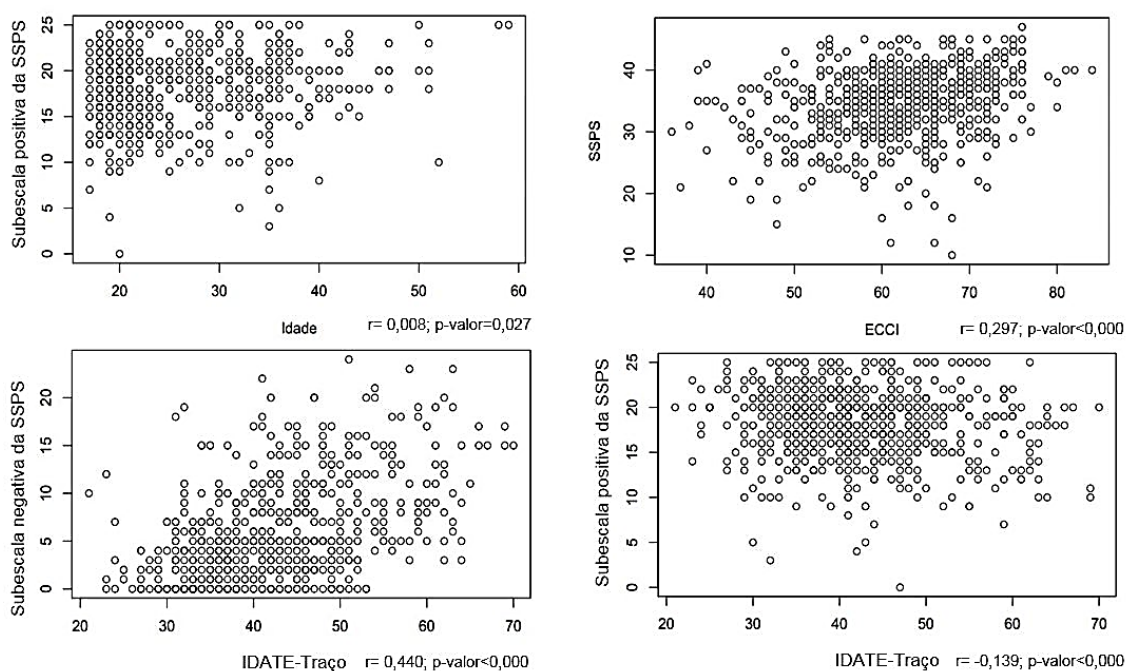 Subescala positiva da SSPS
25
20
15
10
5
0
20 30 40 50 60
Idade r= 0,008; p-valor=0,027
SSPS
40
30
20
10
40 50 60 70 80
ECCI r= 0,297; p-valor<0,000
Subescala negativa da SSPS
20
15
10
5
0
20 30 40 50 60 70
IDATE-Traço r= 0,440; p-valor<0,000
Subescala positiva da SSPS
25
20
15
10
5
0
20 30 40 50 60 70
IDATE-Traço r= -0,139; p-valor<0,000